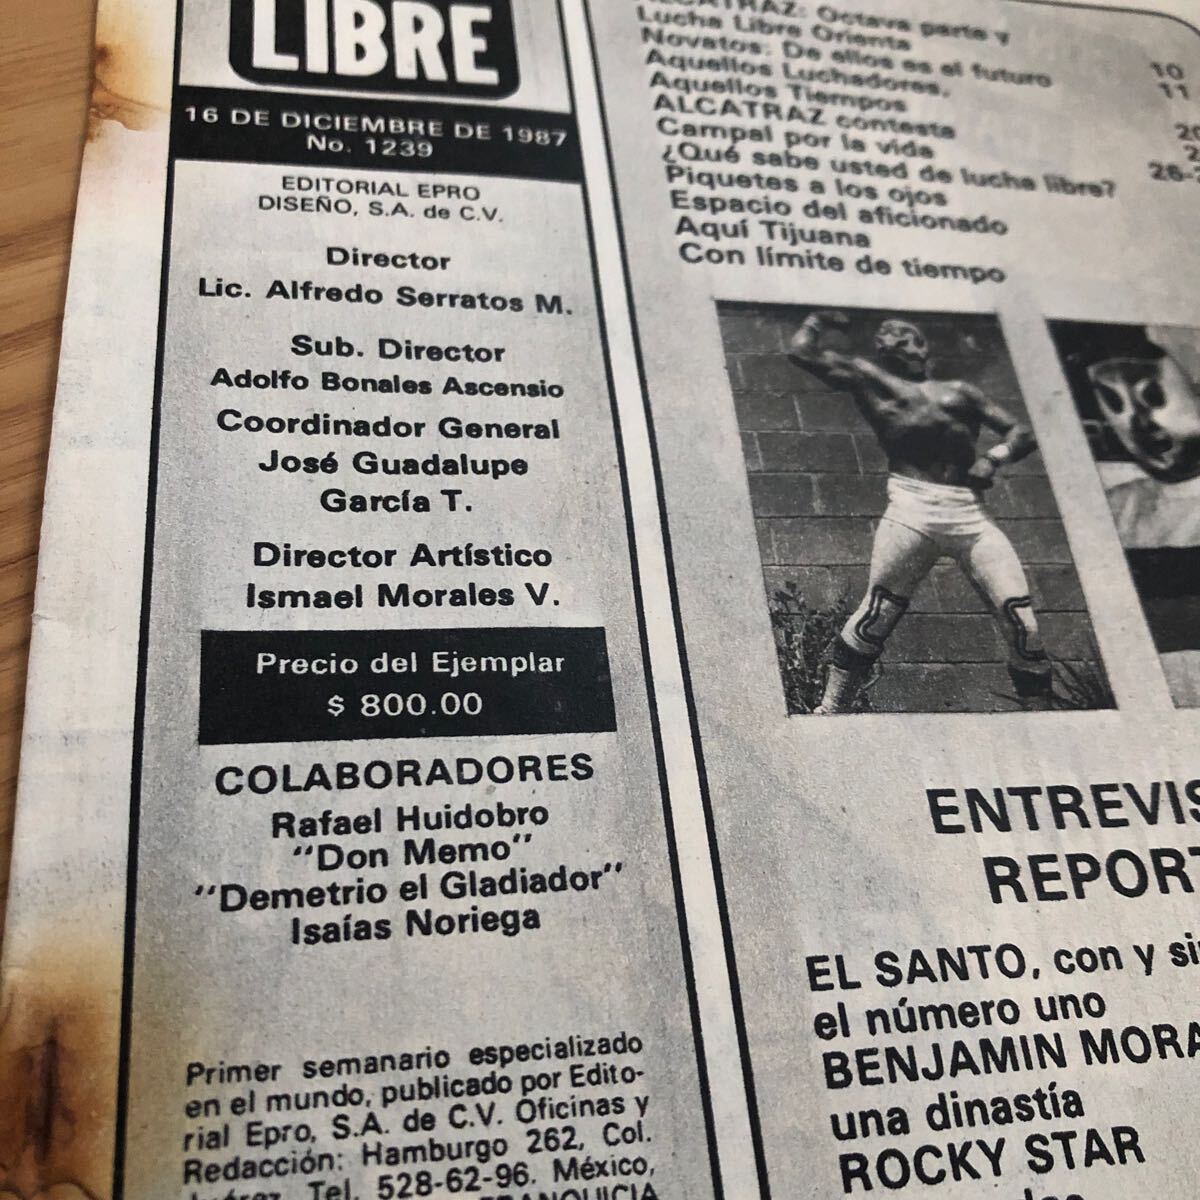 LIBRE
16 DE DICIEMBRE DE 1987
No. 1239
EDITORIAL EPRO
DISEÑO, S.A. de C.V.
Director
Lic. Alfredo Serratos M.
Sub. Director
Adolfo Bonales Ascensio
Coordinador General
José Guadalupe
García T.
Director Artístico
Ismael Morales V.
Precio del Ejemplar
$ 800.00
COLABORADORES
Rafael Huidobro
"Don Memo"
"Demetrio el Gladiador"
Isaías Noriega
Primer semanario especializado
en el mundo, publicado por Edito-
rial Epro, S.A. de C.V. Oficinas y
Redacción: Hamburgo 262, Col.
Tel. 528-62-96. México,
ALCATRAZ: Octava parte y
Lucha Libre Orienta
Novatos: De ellos es el futuro 10
Aquellos Luchadores, 11
Aquellos Tiempos
ALCATRAZ contesta
Campal por la vida
¿Qué sabe usted de lucha libre?
Piquetes a los ojos
Espacio del aficionado
Aquí Tijuana
Con límite de tiempo
ENTREVIS
REPORT
EL SANTO, con y si
el número uno
BENJAMIN MORA
una dinastía
ROCKY STAR